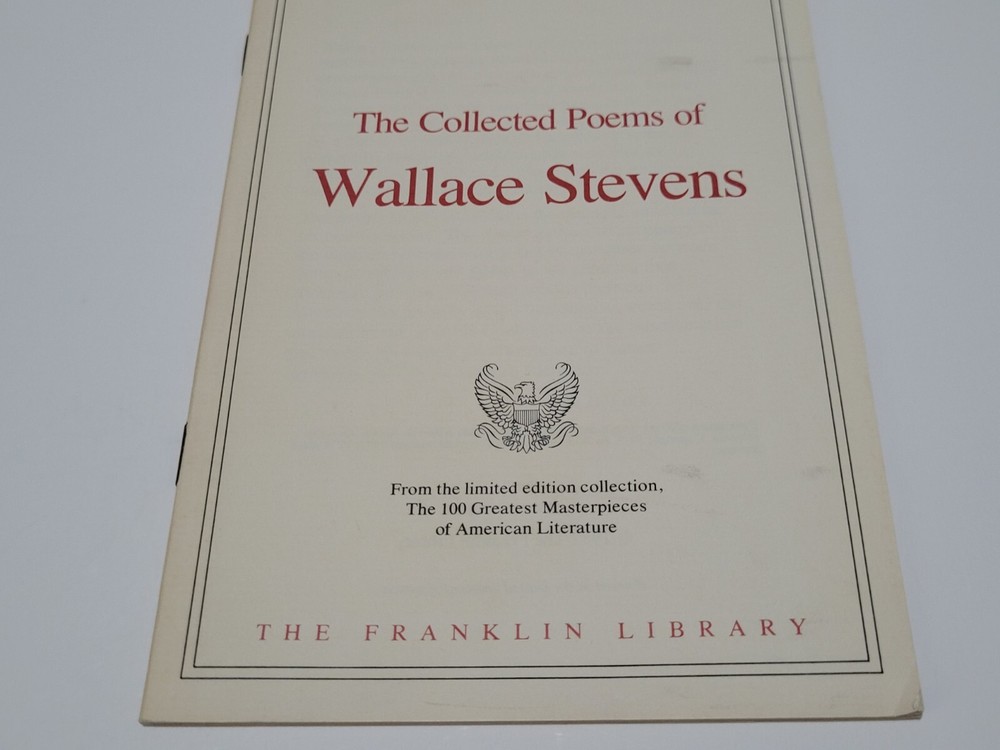 The Collected Poems of
Wallace Stevens
From the limited edition collection,
The 100 Greatest Masterpieces
of American Literature
THE FRANKLIN LIBRARY